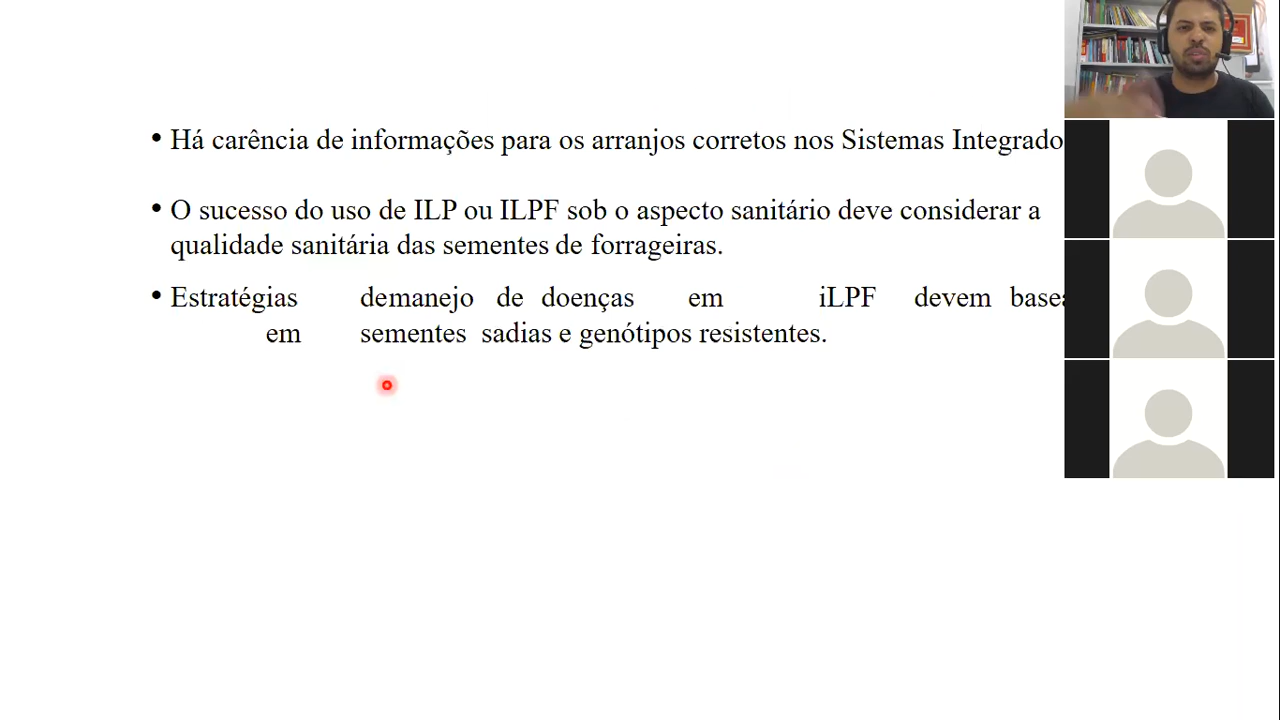 • Há carência de informações para os arranjos corretos nos Sistemas Integrado
• O sucesso do uso de ILP ou ILPF sob o aspecto sanitário deve considerar a
qualidade sanitária das sementes de forrageiras.
• Estratégias demanejo de doenças em iLPF devem basea
em sementes sadias e genótipos resistentes.